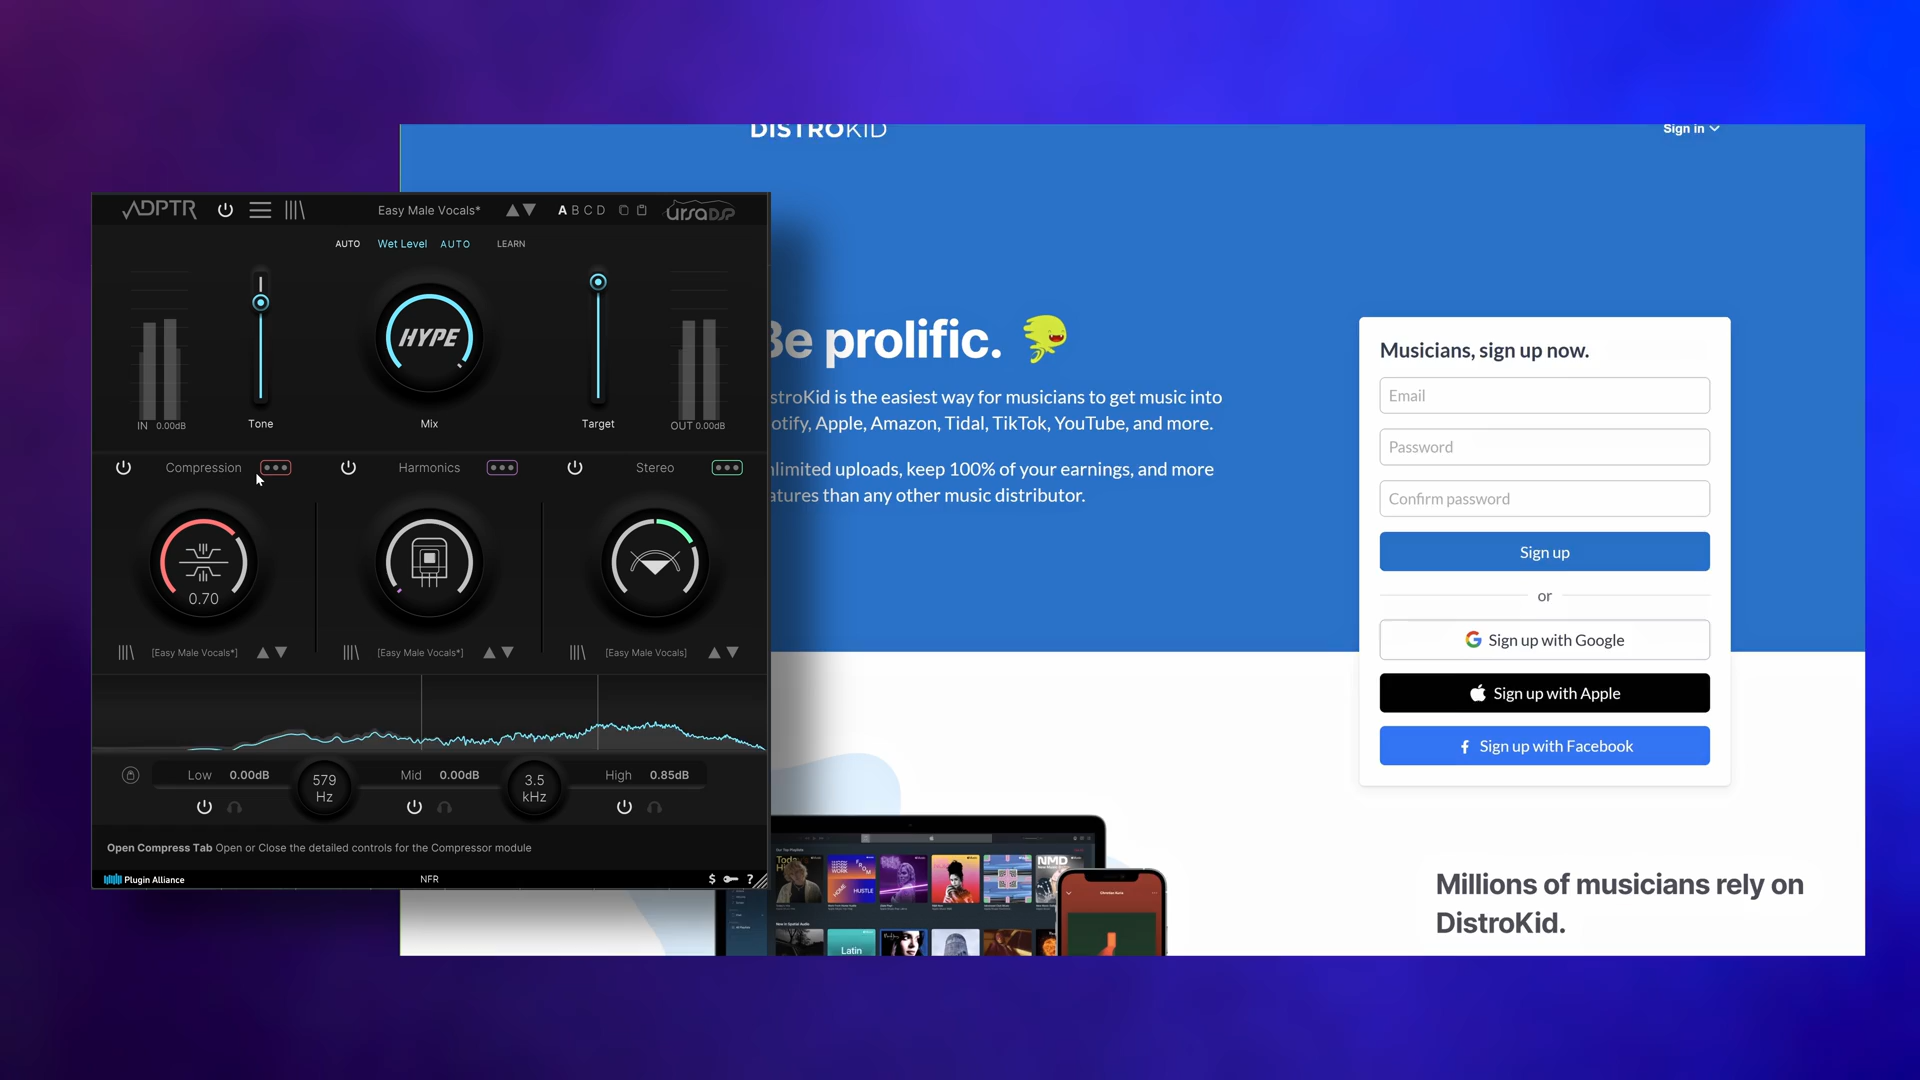 DISTROKID
Sign in
ADPTR
Easy Male Vocals*
A B C D
ursa DSP
AUTO
Wet Level
AUTO
LEARN
HYPE
IN 0.00dB
Tone
Mix
Target
OUT 0.00dB
Compression
Harmonics
Stereo
0.70
[Easy Male Vocals*]
[Easy Male Vocals*]
[Easy Male Vocals]
Low 0.00dB
579
Hz
Mid 0.00dB
3.5
kHz
High 0.85dB
Open Compress Tab Open or Close the detailed controls for the Compressor module
Plugin Alliance
NFR
$
?
Be prolific.
stroKid is the easiest way for musicians to get music into
otify, Apple, Amazon, Tidal, TikTok, YouTube, and more.
nlimited uploads, keep 100% of your earnings, and more
atures than any other music distributor.
Musicians, sign up now.
Email
Password
Confirm password
Sign up
or
Sign up with Google
Sign up with Apple
Sign up with Facebook
NMD
HOME
HUSTLE
Latin
Millions of musicians rely on
DistroKid.